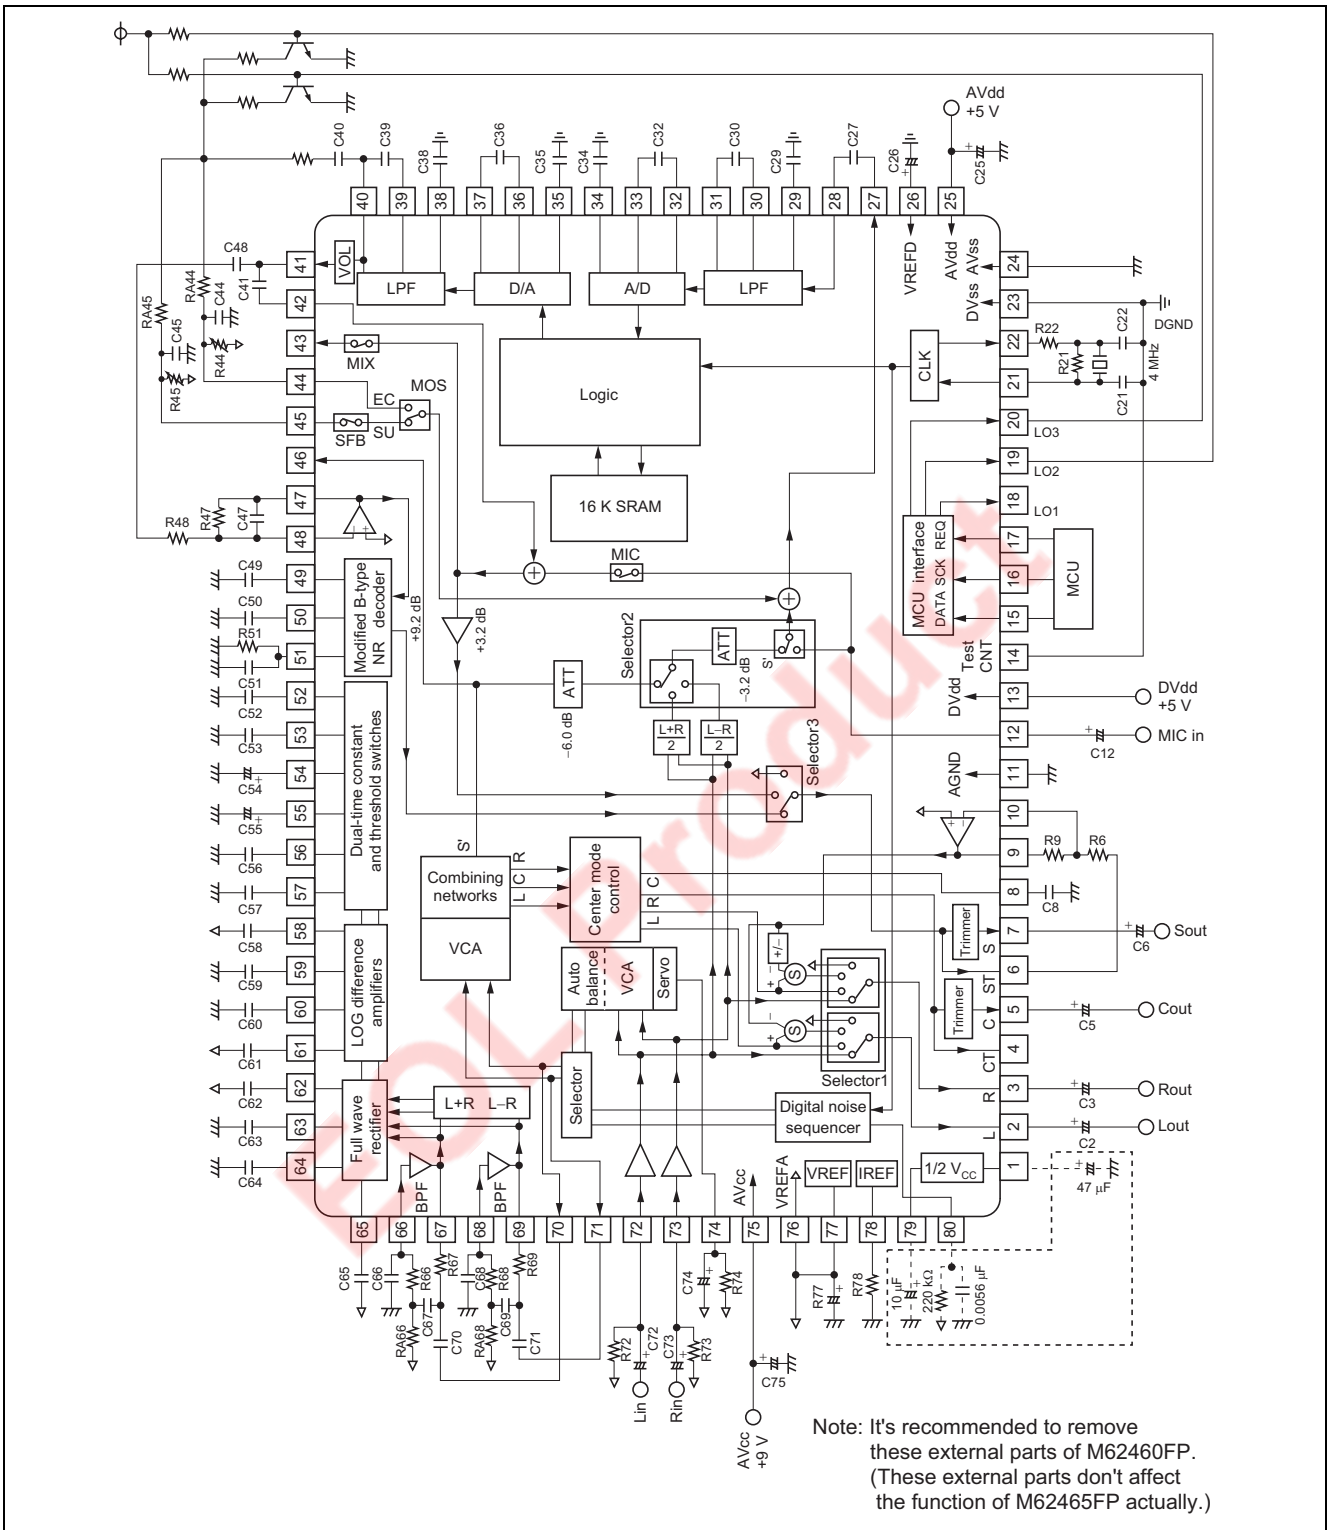 AVdd
+5 V
C40
C39
C38
C36
C35
C34
C32
C30
C29
C27
C26
C25
40
39
38
37
36
35
34
33
32
31
30
29
28
27
26
25
VREFD
AVdd
AVss
C48
C41
RA44
C44
R44
RA45
C45
R45
41
42
43
44
45
46
47
48
49
50
51
52
53
54
55
56
57
58
59
60
61
62
63
64
VOL
LPF
D/A
A/D
LPF
24
23
22
21
20
19
18
17
16
15
14
13
12
11
10
9
8
7
6
5
4
3
2
1
DVss
DGND
R22
C22
R21
C21
4 MHz
CLK
MIX
MOS
EC
SU
SFB
Logic
16 K SRAM
LO3
LO2
LO1
MCU interface
DATA SCK REQ
MCU
R47
C47
R48
MIC
C49
C50
R51
C51
C52
C53
C54
C55
C56
C57
C58
C59
C60
C61
C62
C63
C64
Modified B-type
NR decoder
+9.2 dB
+3.2 dB
Selector2
ATT
–3.2 dB
S'
ATT
–6.0 dB
L+R
2
L–R
2
Test
CNT
DVdd
DVdd
+5 V
MIC in
C12
AGND
Selector3
Dual-time constant
and threshold switches
S'
Combining
networks
VCA
L C R
Center mode
control
L R C
R9
R6
C8
Trimmer
S
C6
Sout
ST
Trimmer
C
C5
Cout
CT
LOG difference
amplifiers
Auto
balance
VCA
Servo
+/–
S
S
Selector1
R
C3
Rout
L
C2
Lout
Full wave
rectifier
L+R
L–R
BPF
BPF
Selector
Digital noise
sequencer
1/2 VCC
47 µF
AVcc
VREFA
VREF
IREF
65
66
67
68
69
70
71
72
73
74
75
76
77
78
79
80
C65
C66
R66
R67
C68
R68
R69
C67
RA66
C70
C69
RA68
C71
R72
C72
C73
R73
C74
R74
R77
R78
10 µF
220 kΩ
0.0056 µF
Lin
Rin
C75
AVcc
+9 V
Note: It's recommended to remove
these external parts of M62460FP.
(These external parts don't affect
the function of M62465FP actually.)
EOL Product